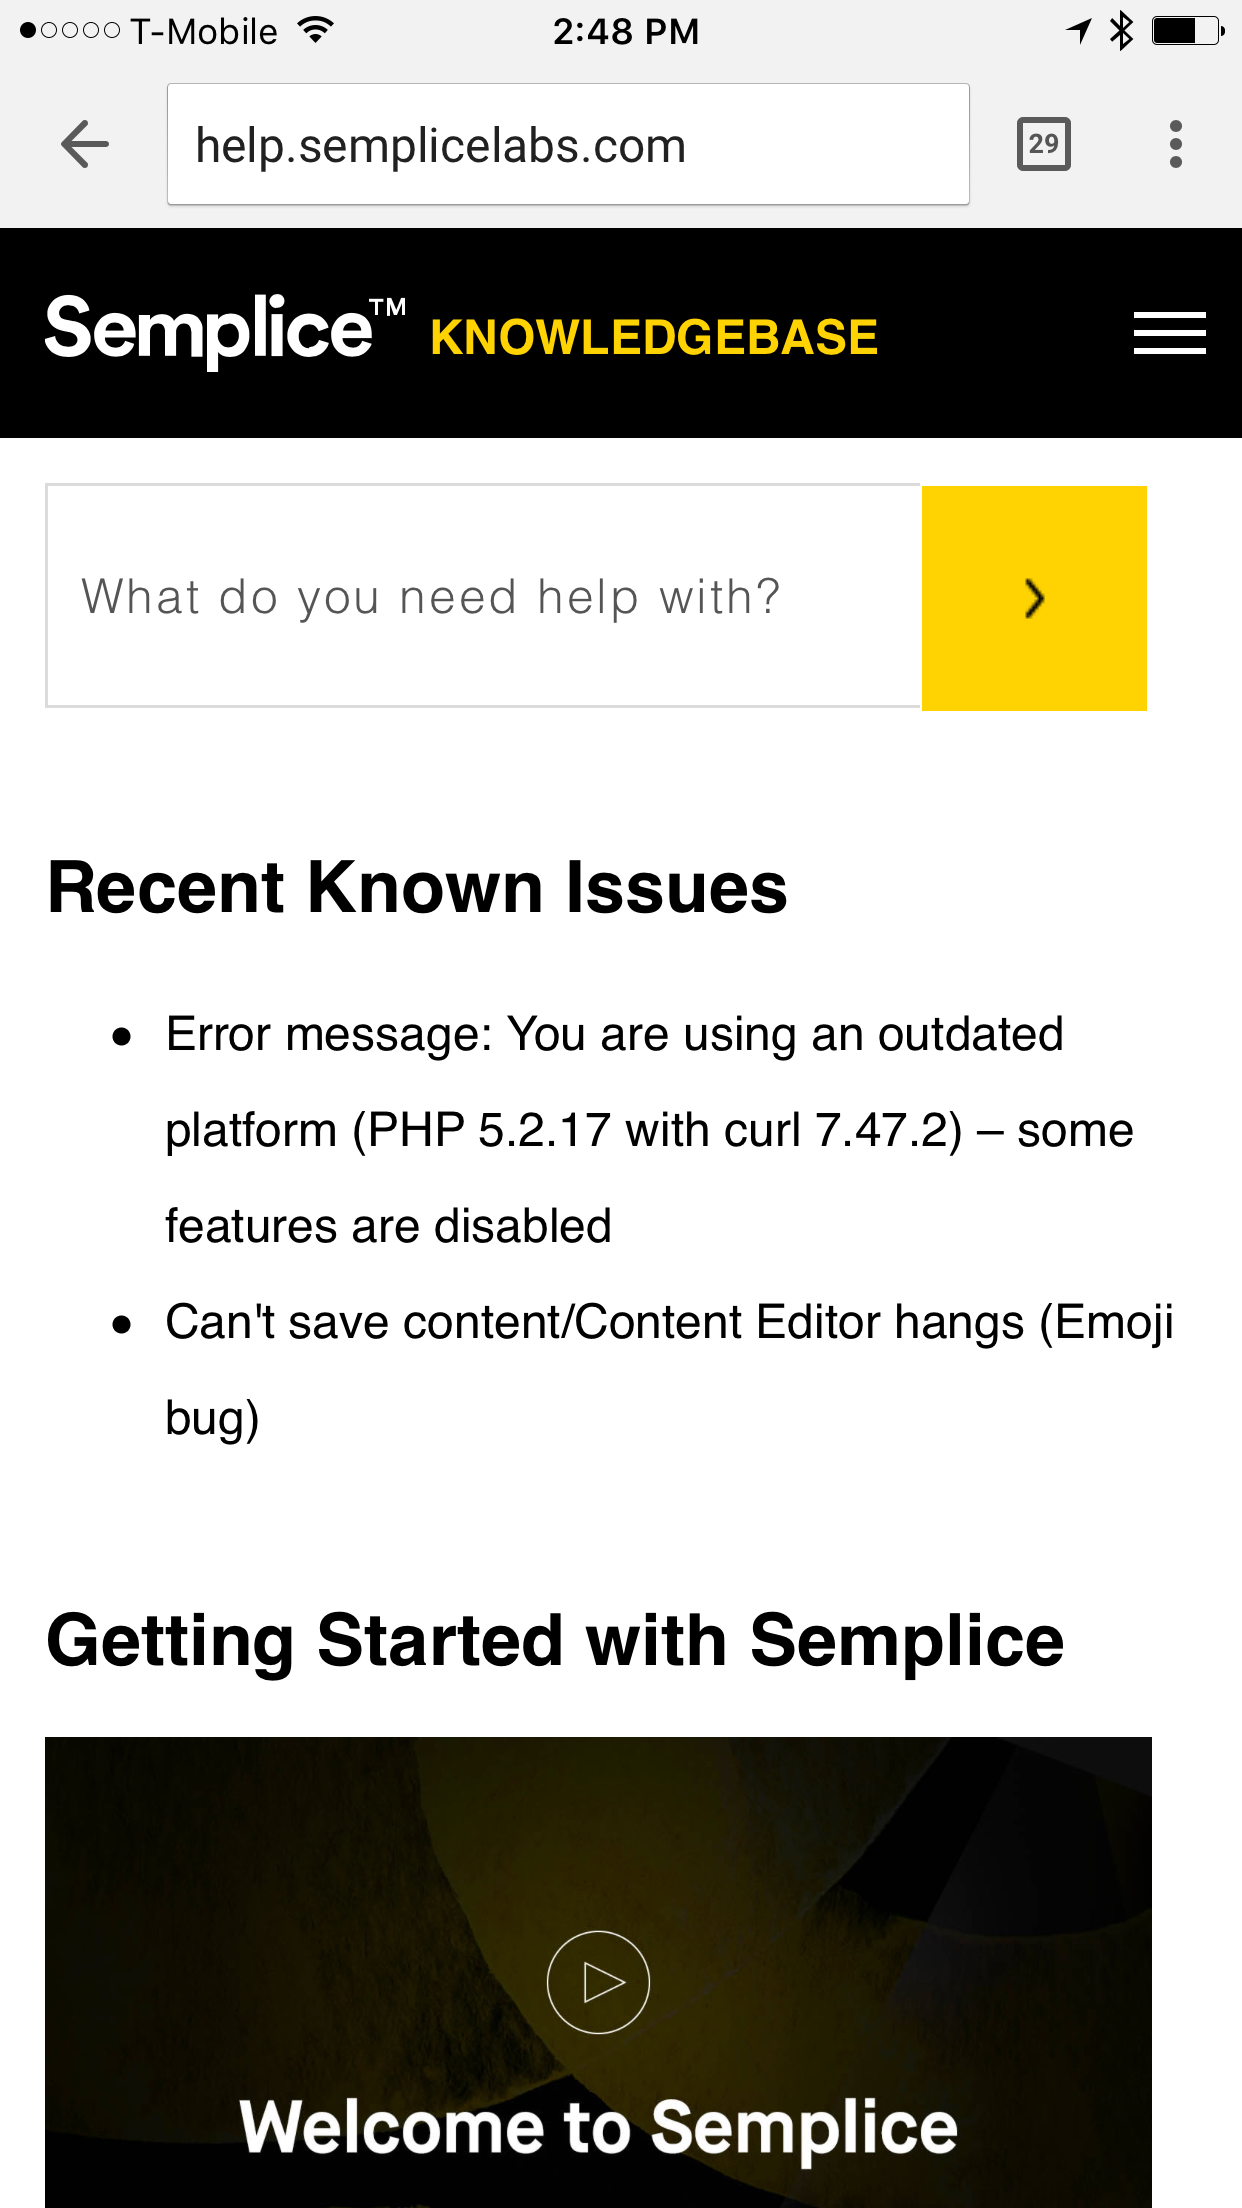 T-Mobile 2:48 PM
help.semplicelabs.com 29
Semplice™ KNOWLEDGEBASE
What do you need help with?
Recent Known Issues
● Error message: You are using an outdated
platform (PHP 5.2.17 with curl 7.47.2) – some
features are disabled
● Can't save content/Content Editor hangs (Emoji
bug)
Getting Started with Semplice
Welcome to Semplice